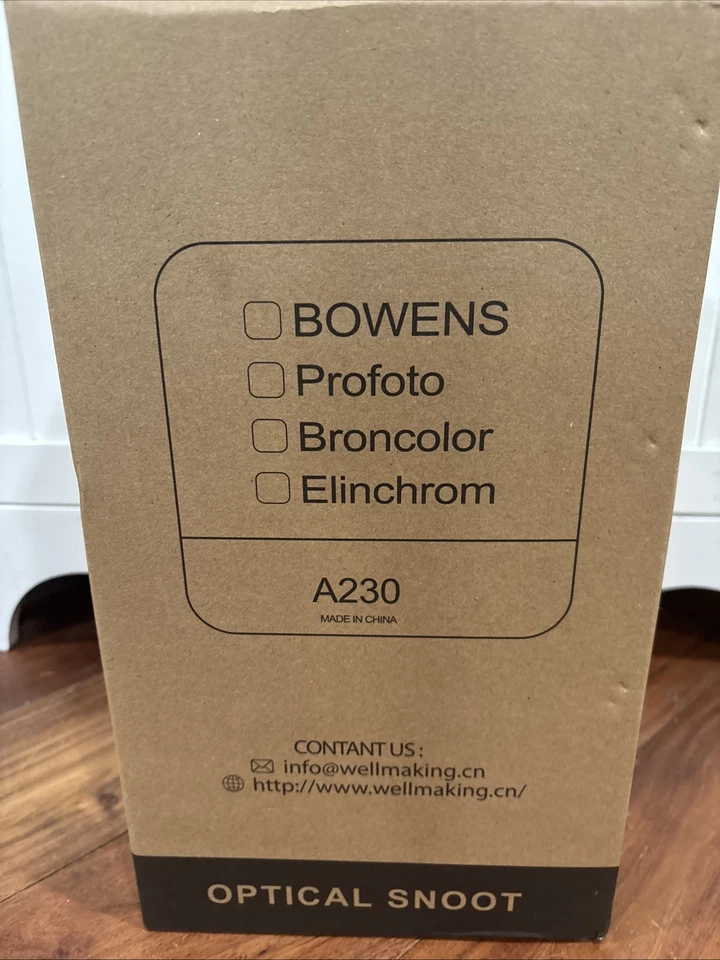 BOWENS
Profoto
Broncolor
Elinchrom
A230
MADE IN CHINA
CONTANT US :
info@wellmaking.cn
http://www.wellmaking.cn/
OPTICAL SNOOT